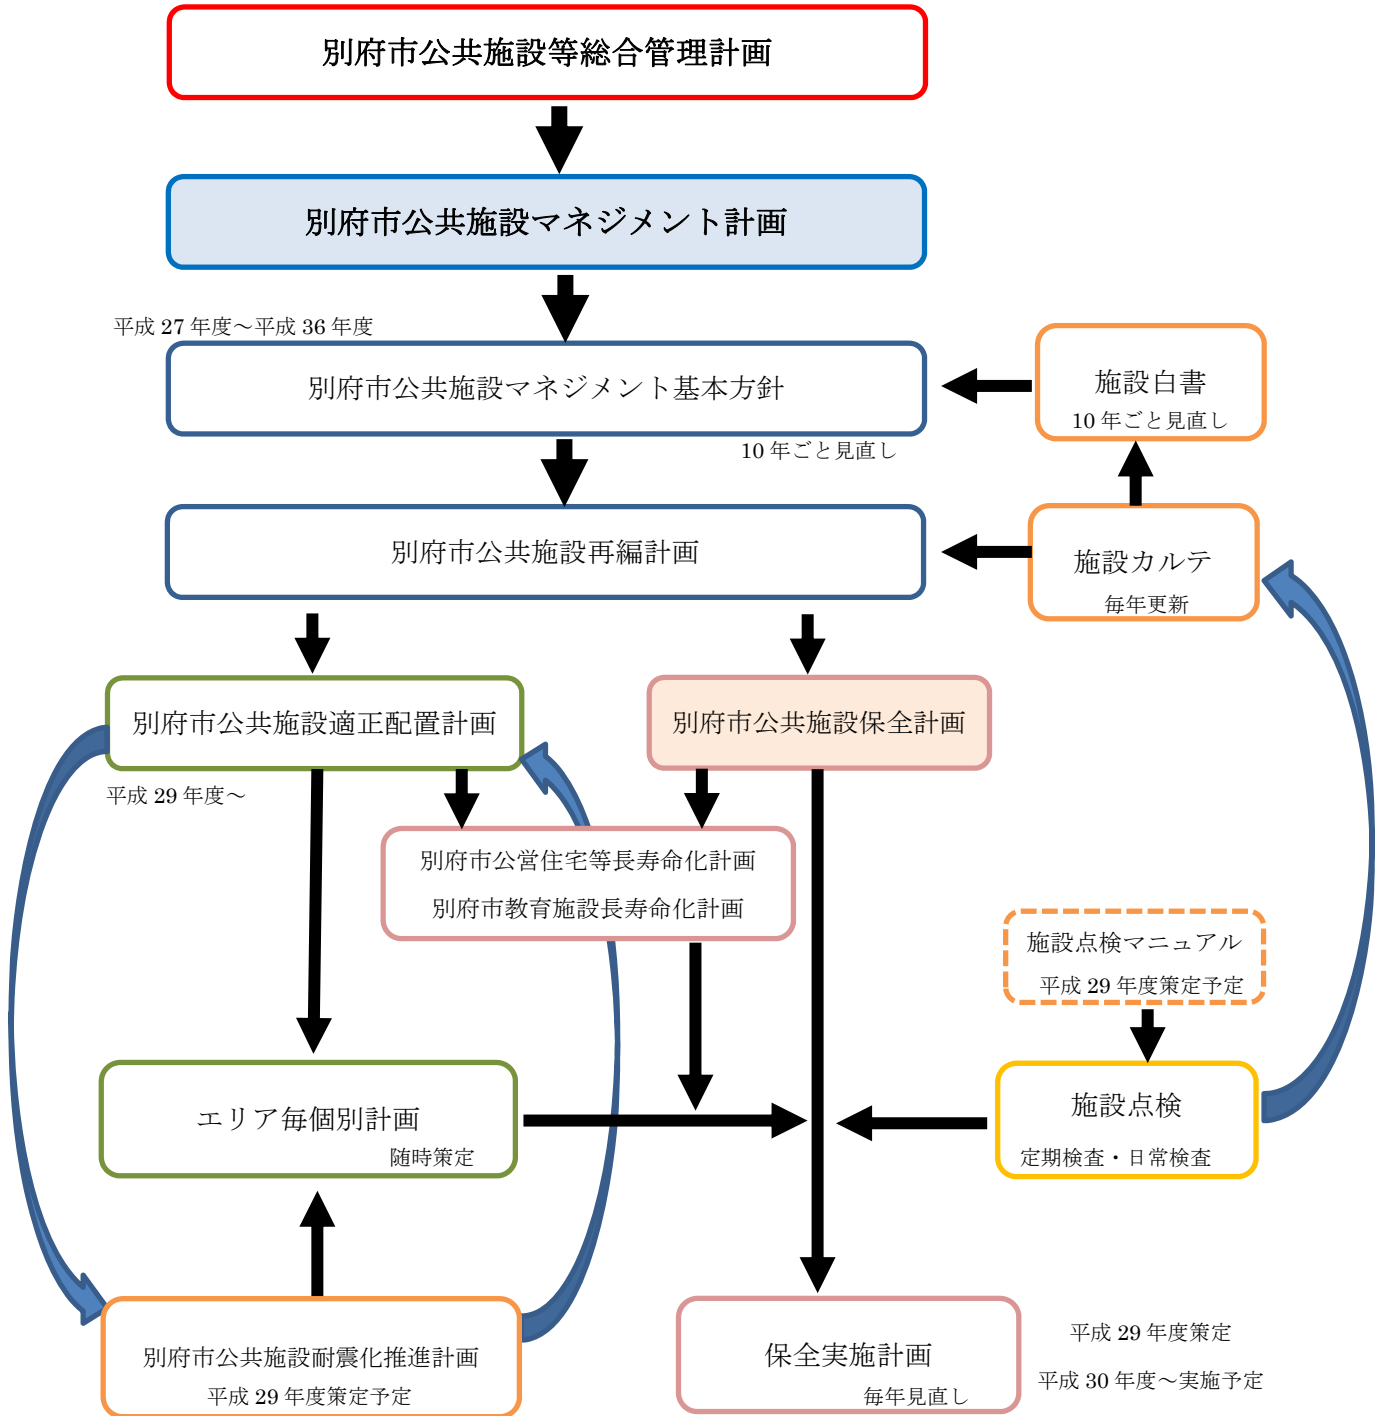 別府市公共施設等総合管理計画
別府市公共施設マネジメント計画
平成 27 年度～平成 36 年度
別府市公共施設マネジメント基本方針
10 年ごと見直し
施設白書
10 年ごと見直し
別府市公共施設再編計画
施設カルテ
毎年更新
別府市公共施設適正配置計画
平成 29 年度～
別府市公共施設保全計画
別府市公営住宅等長寿命化計画
別府市教育施設長寿命化計画
施設点検マニュアル
平成 29 年度策定予定
エリア毎個別計画
随時策定
施設点検
定期検査・日常検査
別府市公共施設耐震化推進計画
平成 29 年度策定予定
保全実施計画
毎年見直し
平成 29 年度策定
平成 30 年度～実施予定